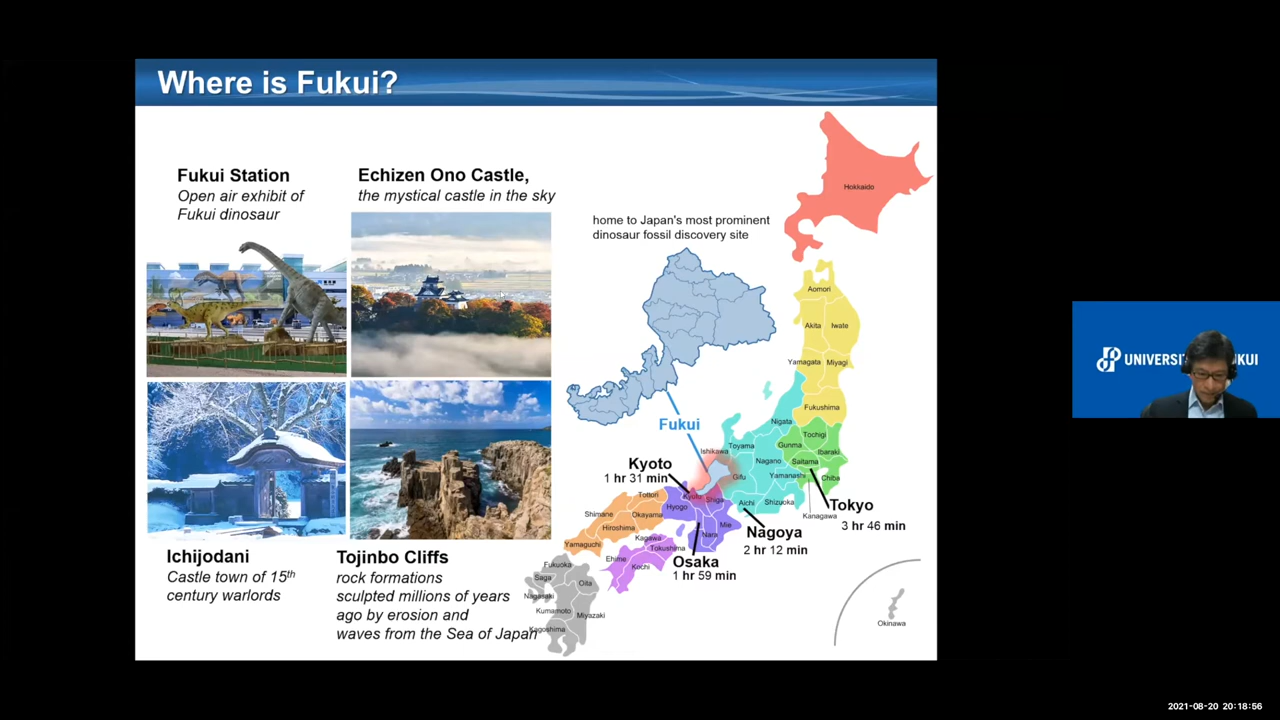 Where is Fukui?
Fukui Station
Open air exhibit of
Fukui dinosaur
Echizen Ono Castle,
the mystical castle in the sky
home to Japan's most prominent
dinosaur fossil discovery site
Ichijodani
Castle town of 15th
century warlords
Tojinbo Cliffs
rock formations
sculpted millions of years
ago by erosion and
waves from the Sea of Japan
Hokkaido
Aomori
Akita
Iwate
Yamagata
Miyagi
Fukushima
Nigata
Tochigi
Gunma
Ibaraki
Toyama
Ishikawa
Nagano
Saitama
Gifu
Yamanashi
Chiba
Fukui
Kyoto
1 hr 31 min
Kyoto
Shiga
Aichi
Shizuoka
Kanagawa
Tokyo
3 hr 46 min
Nagoya
2 hr 12 min
Osaka
1 hr 59 min
Tottori
Hyogo
Shimane
Okayama
Hiroshima
Mie
Nara
Yamaguchi
Kagawa
Tokushima
Ehime
Kochi
Fukuoka
Saga
Oita
Nagasaki
Kumamoto
Miyazaki
Kagoshima
Okinawa
2021-08-20 20:18:56